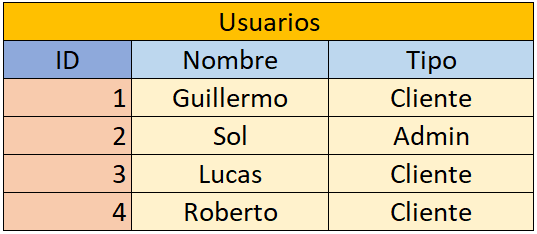 Usuarios
ID Nombre Tipo
1 Guillermo Cliente
2 Sol Admin
3 Lucas Cliente
4 Roberto Cliente